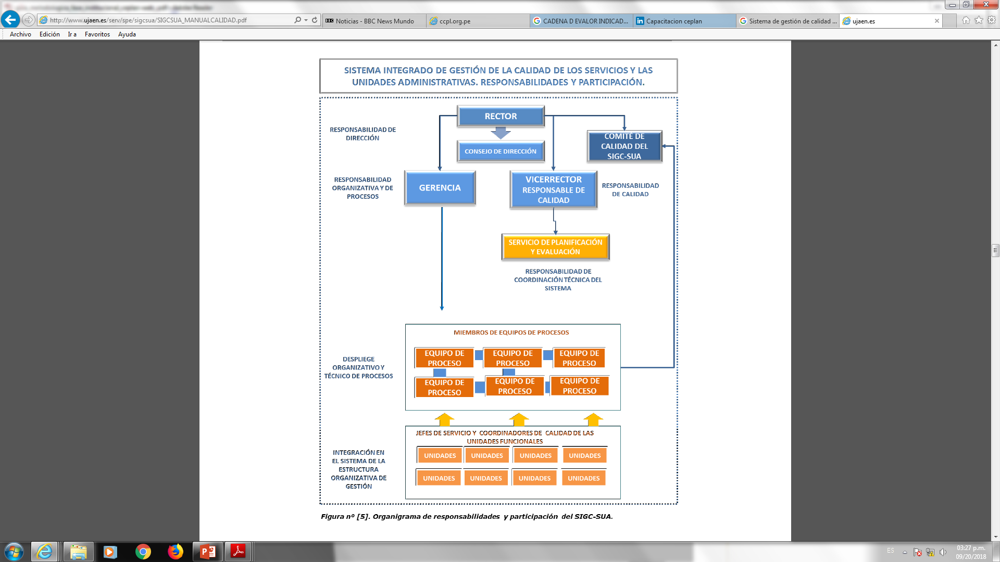 http://www.ujaen.es/serv/spe/sigcsua/SIGCSUA_MANUALCALIDAD.pdf
Noticias - BBC News Mundo
ccpl.org.pe
CADENA D EVALOR INDICAD...
Capacitacion ceplan
Sistema de gestión de calidad ...
ujaen.es
Archivo Edición Ir a Favoritos Ayuda
SISTEMA INTEGRADO DE GESTIÓN DE LA CALIDAD DE LOS SERVICIOS Y LAS
UNIDADES ADMINISTRATIVAS. RESPONSABILIDADES Y PARTICIPACIÓN.
RECTOR
RESPONSABILIDAD DE
DIRECCIÓN
CONSEJO DE DIRECCIÓN
COMITÉ DE
CALIDAD DEL
SIGC-SUA
RESPONSABILIDAD
ORGANIZATIVA Y DE
PROCESOS
GERENCIA
VICERRECTOR
RESPONSABLE DE
CALIDAD
RESPONSABILIDAD
DE CALIDAD
SERVICIO DE PLANIFICACIÓN
Y EVALUACIÓN
RESPONSABILIDAD DE
COORDINACIÓN TÉCNICA DEL
SISTEMA
MIEMBROS DE EQUIPOS DE PROCESOS
DESPLIEGE
ORGANIZATIVO Y
TÉCNICO DE PROCESOS
EQUIPO DE
PROCESO
EQUIPO DE
PROCESO
EQUIPO DE
PROCESO
EQUIPO DE
PROCESO
EQUIPO DE
PROCESO
EQUIPO DE
PROCESO
JEFES DE SERVICIO Y COORDINADORES DE CALIDAD DE LAS
UNIDADES FUNCIONALES
INTEGRACIÓN EN
EL SISTEMA DE LA
ESTRUCTURA
ORGANIZATIVA DE
GESTIÓN
UNIDADES UNIDADES UNIDADES UNIDADES
UNIDADES UNIDADES UNIDADES UNIDADES
Figura nº [5]. Organigrama de responsabilidades y participación del SIGC-SUA.
ES
03:27 p.m.
09/20/2018